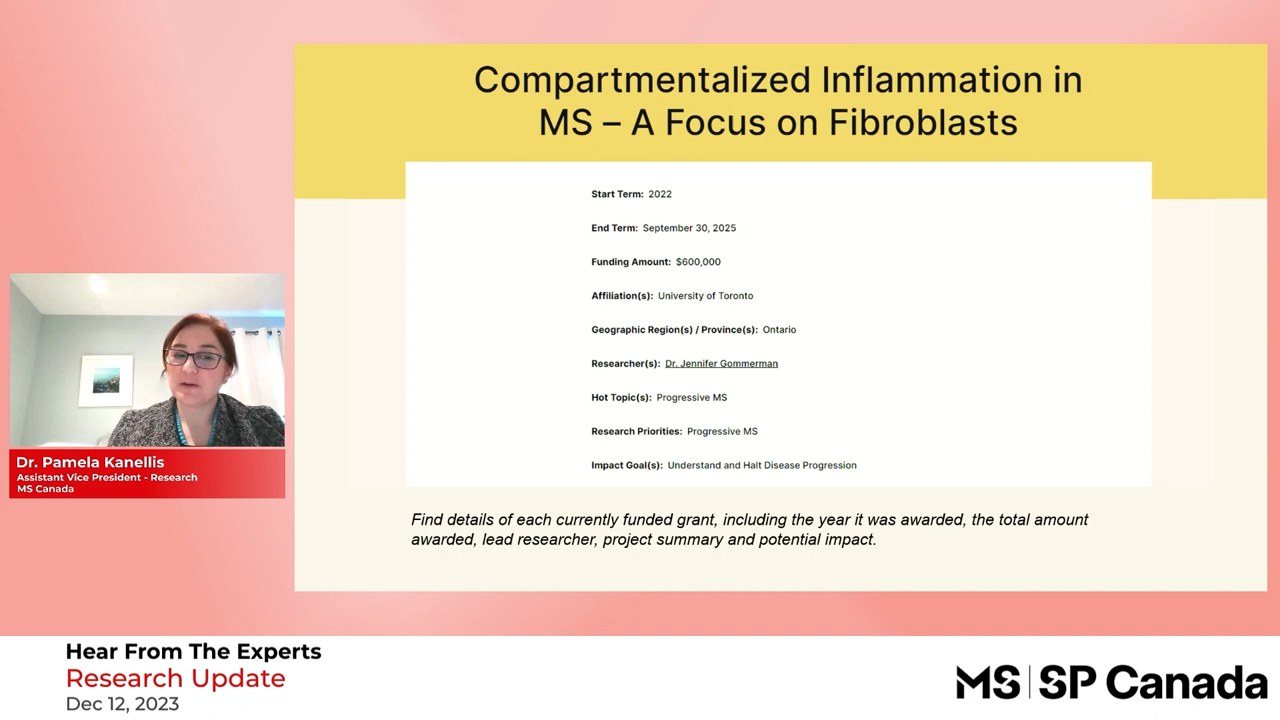 Compartmentalized Inflammation in
MS – A Focus on Fibroblasts
Start Term: 2022
End Term: September 30, 2025
Funding Amount: $600,000
Affiliation(s): University of Toronto
Geographic Region(s) / Province(s): Ontario
Researcher(s): Dr. Jennifer Gommerman
Hot Topic(s): Progressive MS
Research Priorities: Progressive MS
Impact Goal(s): Understand and Halt Disease Progression
Find details of each currently funded grant, including the year it was awarded, the total amount
awarded, lead researcher, project summary and potential impact.
Dr. Pamela Kanellis
Assistant Vice President - Research
MS Canada
Hear From The Experts
Research Update
Dec 12, 2023
MS | SP Canada